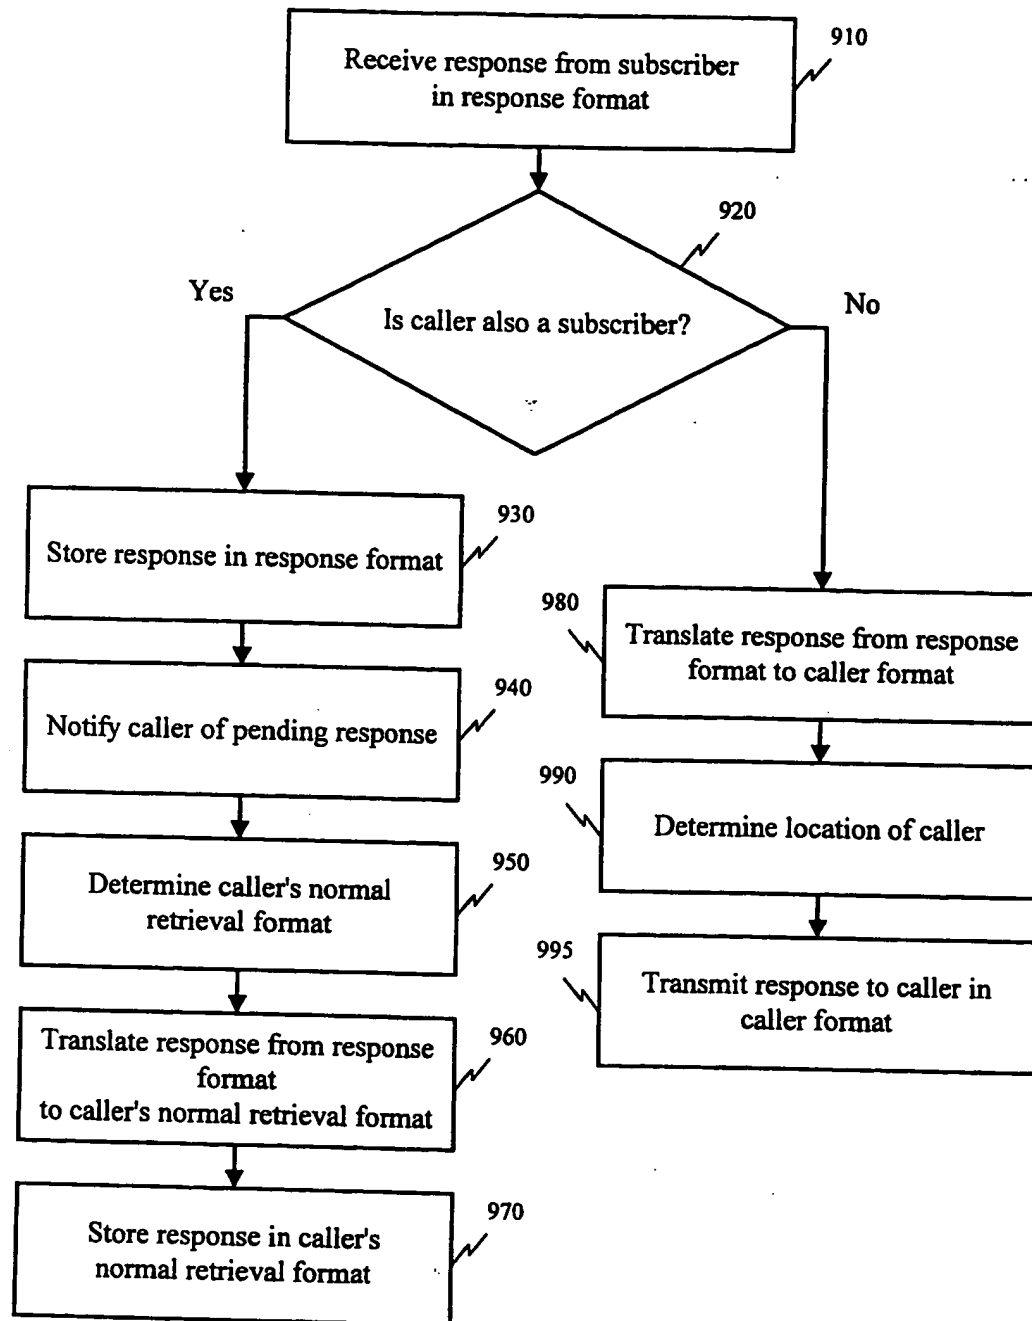 Receive response from subscriber
in response format
910
920
Is caller also a subscriber?
Yes
No
Store response in response format
930
Notify caller of pending response
940
Determine caller's normal
retrieval format
950
Translate response from response
format
to caller's normal retrieval format
960
Store response in caller's
normal retrieval format
970
980
Translate response from response
format to caller format
990
Determine location of caller
995
Transmit response to caller in
caller format